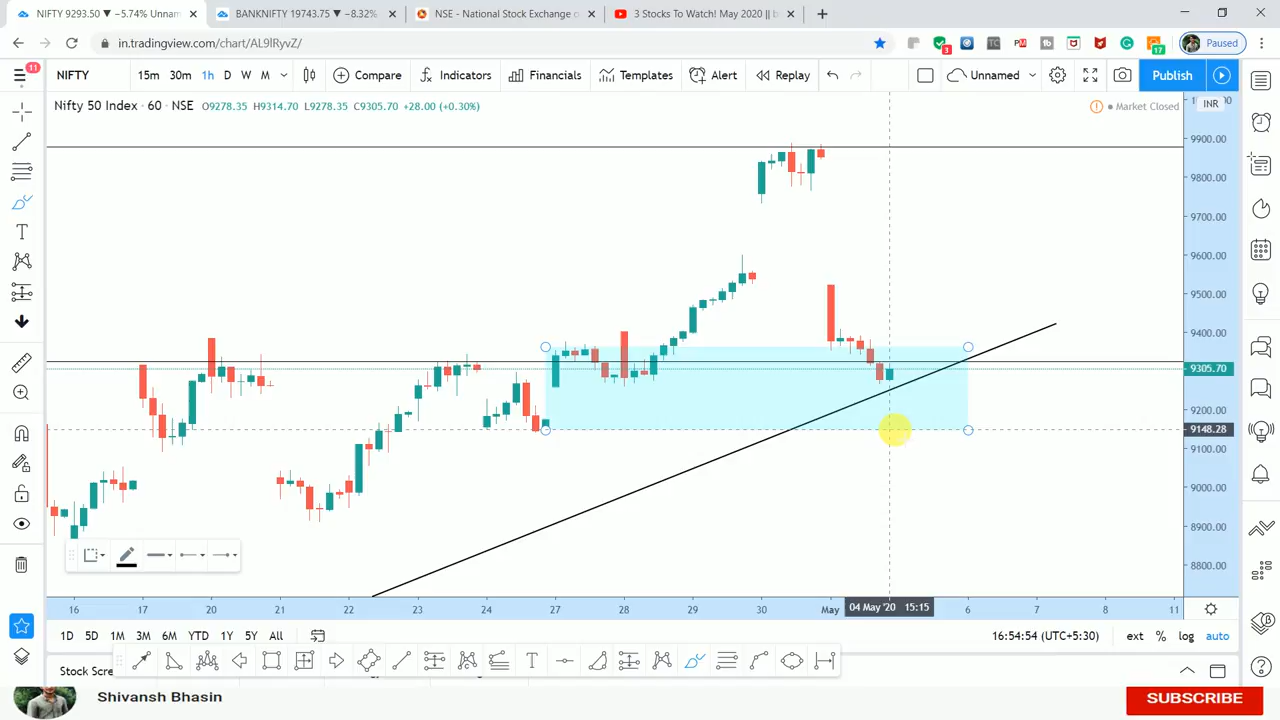 NIFTY 9293.50 ▼ −5.74% Unnam
BANKNIFTY 19743.75 ▼ −8.32%
NSE - National Stock Exchange o
3 Stocks To Watch! May 2020 || b
in.tradingview.com/chart/AL9lRyvZ/
3
17
Paused
11
NIFTY
15m 30m 1h D W M
Compare
Indicators
Financials
Templates
Alert
Replay
Unnamed
Publish
Nifty 50 Index · 60 · NSE O9278.35 H9314.70 L9278.35 C9305.70 +28.00 (+0.30%)
Market Closed
INR
9900.00
9800.00
9700.00
9600.00
9500.00
9400.00
9305.70
9200.00
9148.28
9100.00
9000.00
8900.00
8800.00
16 17 20 21 22 23 24 27 28 29 30 May 04 May '20 15:15 6 7 8 11
1D 5D 1M 3M 6M YTD 1Y 5Y All
16:54:54 (UTC+5:30)
ext % log auto
Stock Scre
Shivansh Bhasin
SUBSCRIBE